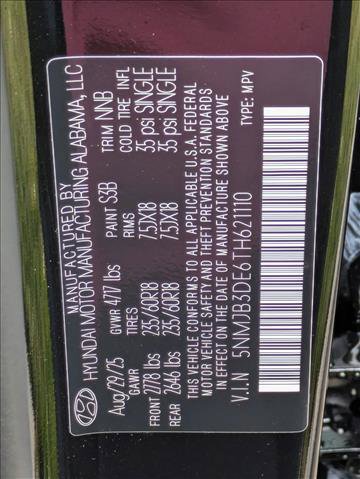 MANUFACTURED BY
HYUNDAI MOTOR MANUFACTURING ALABAMA, LLC
Aug/29/25 GVWR 4771 lbs PAINT S3B TRIM NNB
GAWR TIRES RIMS COLD TIRE INFL
FRONT 2778 lbs 235/60R18 7.5JX18 35 psi SINGLE
REAR 2646 lbs 235/60R18 7.5JX18 35 psi SINGLE
THIS VEHICLE CONFORMS TO ALL APPLICABLE U.S.A. FEDERAL
MOTOR VEHICLE SAFETY AND THEFT PREVENTION STANDARDS
IN EFFECT ON THE DATE OF MANUFACTURE SHOWN ABOVE
V.I.N 5NMJB3DE6TH621110 TYPE: MPV